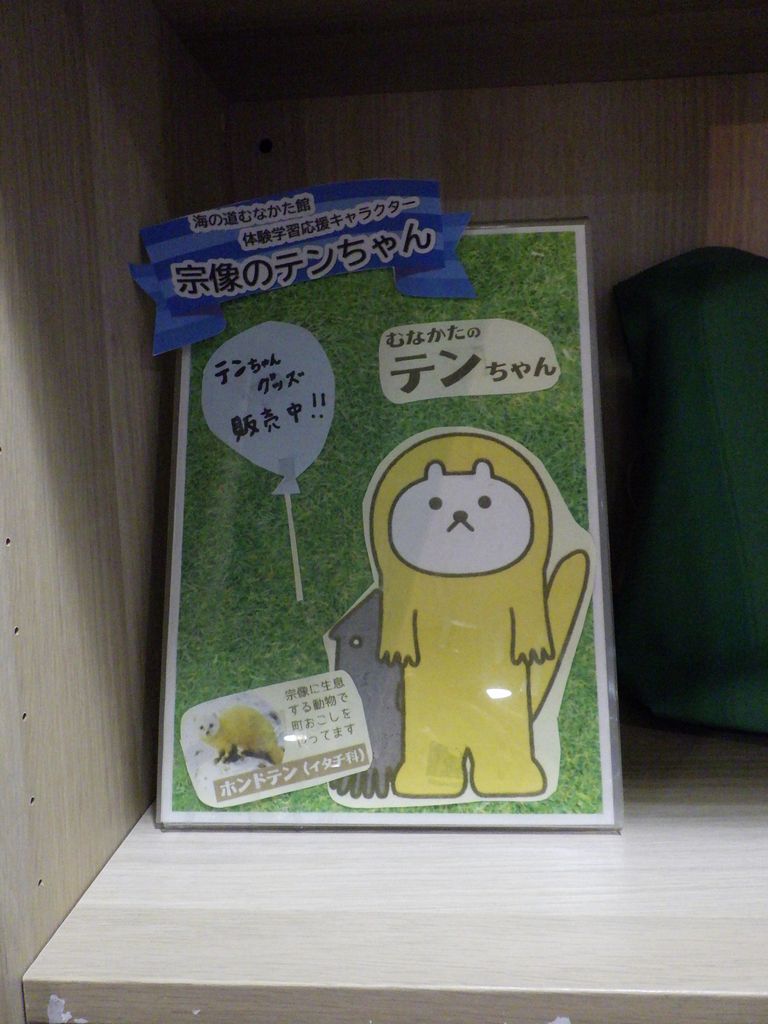 海の道むなかた館
体験学習応援キャラクター
宗像のテンちゃん
むなかたの
テンちゃん
テンちゃん
グッズ
販売中!!
宗像に生息
する動物で
町おこしを
やってます
ホンドテン(イタチ科)